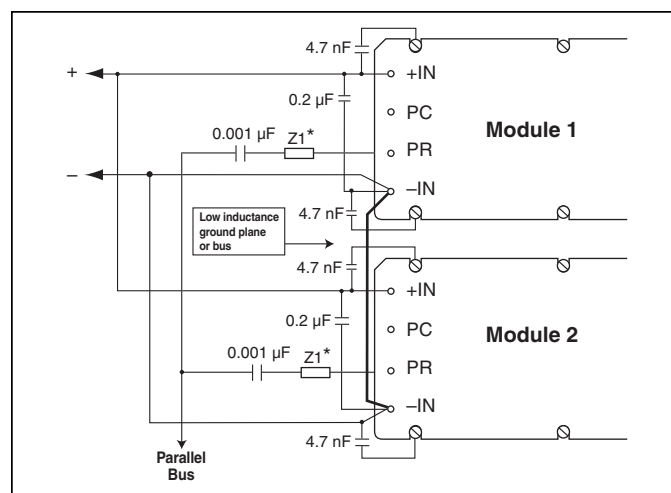 4.7 nF
+
+IN
0.2 µF
PC
Module 1
0.001 µF
Z1*
PR
–
–IN
4.7 nF
Low inductance
ground plane
or bus
4.7 nF
+IN
0.2 µF
PC
Module 2
0.001 µF
Z1*
PR
–IN
4.7 nF
Parallel
Bus